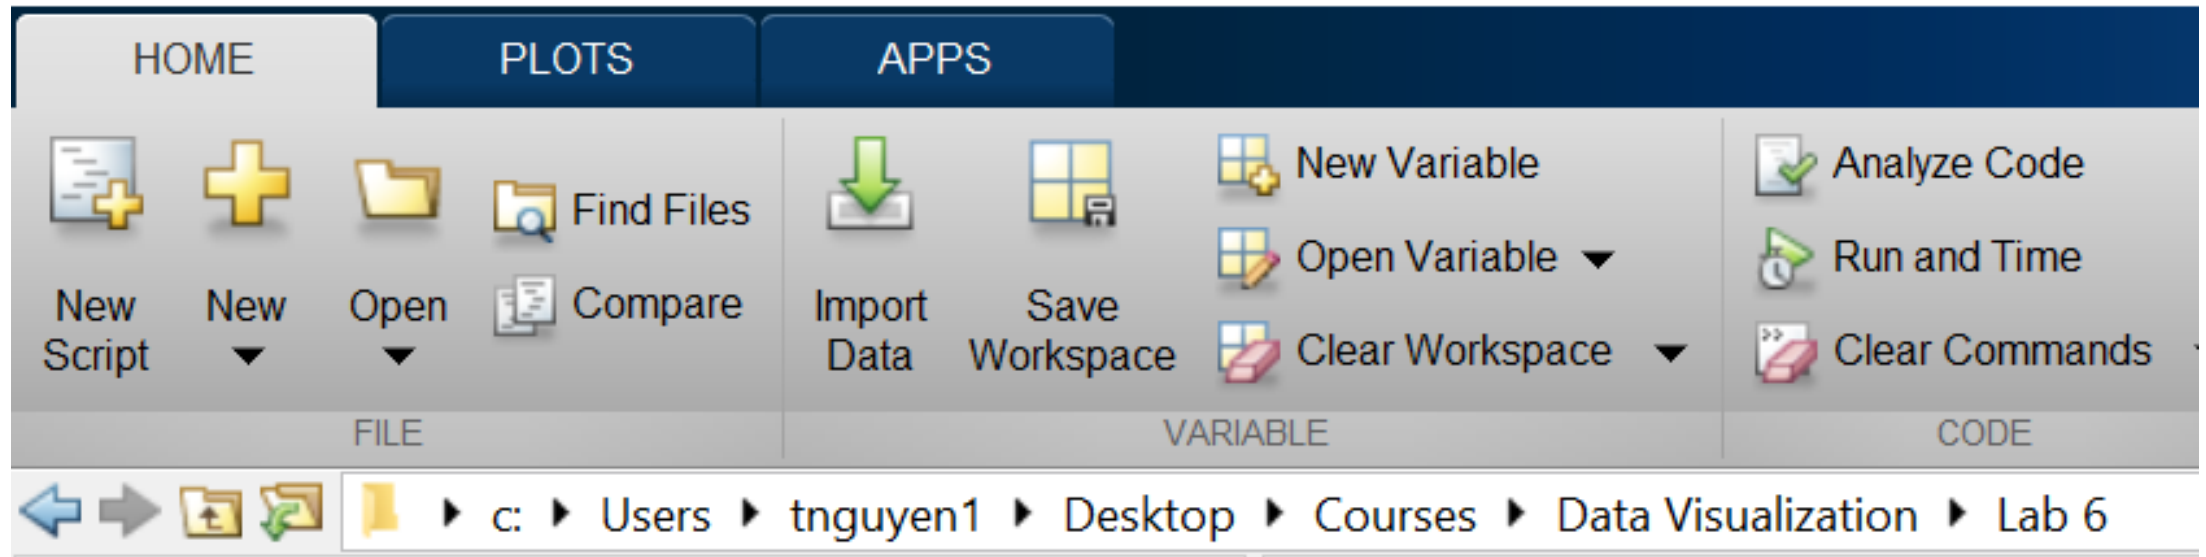 HOME PLOTS APPS
New Script
New
Open
Find Files
Compare
Import Data
Save Workspace
New Variable
Open Variable
Clear Workspace
Analyze Code
Run and Time
Clear Commands
FILE VARIABLE CODE
c: Users tnguyen1 Desktop Courses Data Visualization Lab 6